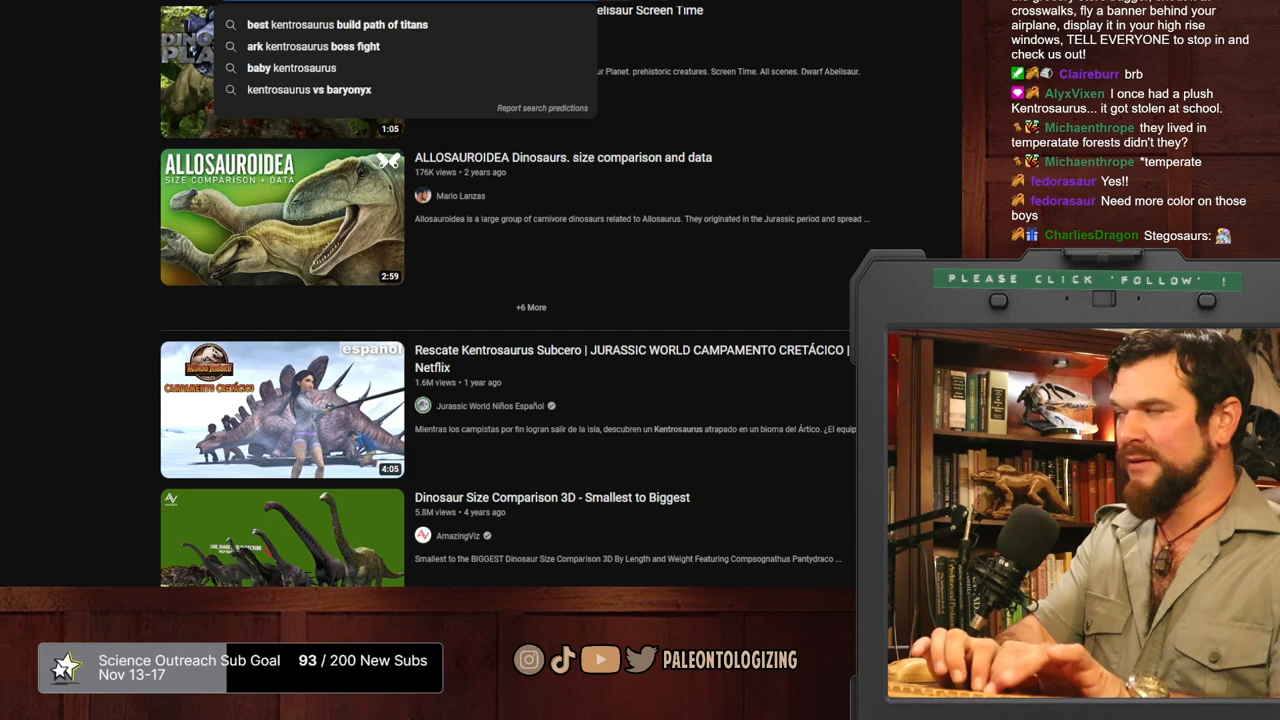 best kentrosaurus build path of titans
ark kentrosaurus boss fight
baby kentrosaurus
kentrosaurus vs baryonyx
Report search predictions
elisaur Screen Time
ur Planet. prehistoric creatures. Screen Time. All scenes. Dwarf Abelisaur.
1:05
ALLOSAUROIDEA
SIZE COMPARISON + DATA
2:59
ALLOSAUROIDEA Dinosaurs. size comparison and data
176K views • 2 years ago
Mario Lanzas
Allosauroidea is a large group of carnivore dinosaurs related to Allosaurus. They originated in the Jurassic period and spread ...
+6 More
español
MUNDO JURÁSICO
CAMPAMENTO CRETÁCICO
4:05
Rescate Kentrosaurus Subcero | JURASSIC WORLD CAMPAMENTO CRETÁCICO |
Netflix
1.6M views • 1 year ago
Jurassic World Niños Español
Mientras los campistas por fin logran salir de la isla, descubren un Kentrosaurus atrapado en un bioma del Ártico. ¿El equip
Dinosaur Size Comparison 3D - Smallest to Biggest
5.8M views • 4 years ago
AmazingViz
Smallest to the BIGGEST Dinosaur Size Comparison 3D By Length and Weight Featuring Compsognathus Pantydraco ...
crosswalks, fly a banner behind your
airplane, display it in your high rise
windows, TELL EVERYONE to stop in and
check us out!
Claireburr brb
AlyxVixen I once had a plush
Kentrosaurus... it got stolen at school.
Michaenthrope they lived in
temperatate forests didn't they?
Michaenthrope *temperate
fedorasaur Yes!!
fedorasaur Need more color on those
boys
CharliesDragon Stegosaurs:
PLEASE CLICK 'FOLLOW' !
Science Outreach Sub Goal 93 / 200 New Subs
Nov 13-17
PALEONTOLOGIZING